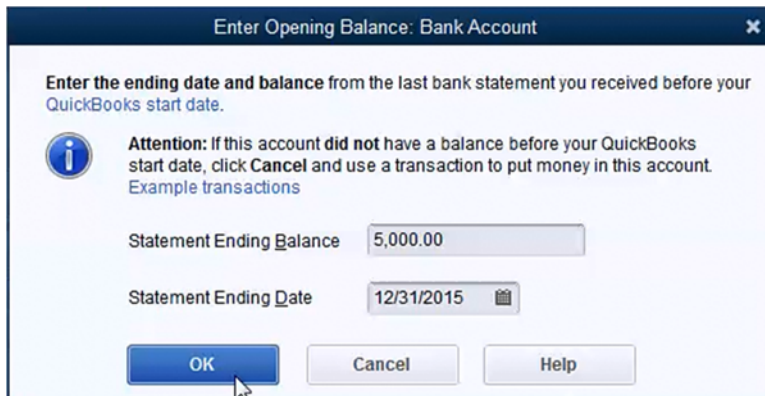 Enter Opening Balance: Bank Account
Enter the ending date and balance from the last bank statement you received before your
QuickBooks start date.
Attention: If this account did not have a balance before your QuickBooks
start date, click Cancel and use a transaction to put money in this account.
Example transactions
Statement Ending Balance 5,000.00
Statement Ending Date 12/31/2015
OK Cancel Help